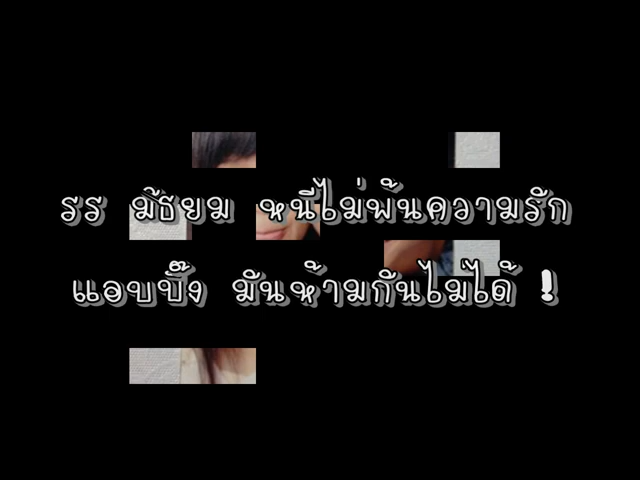 รร มัธยม หนีไม่พ้นความรัก
แอบบิ๊ง มันห้ามกันไม่ได้ !